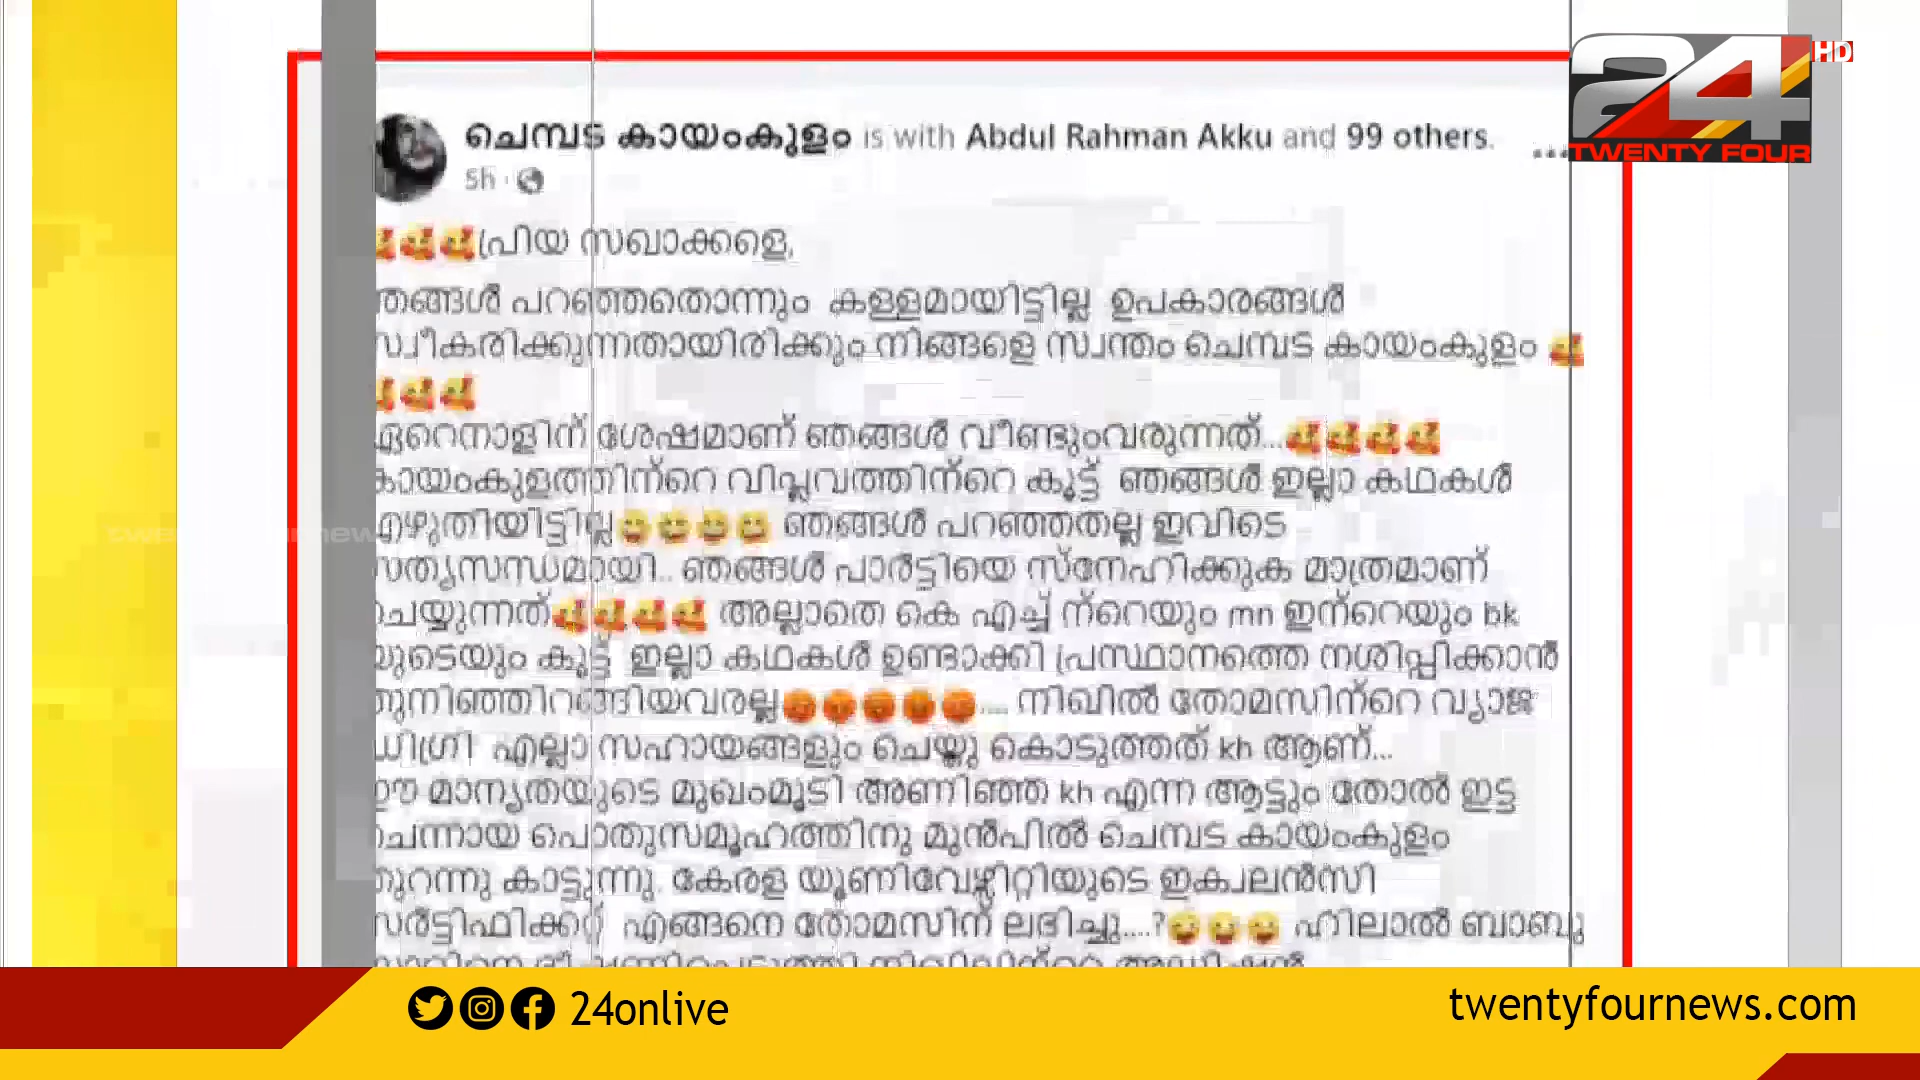 24 HD
TWENTY FOUR
ചെമ്പട കായംകുളം is with Abdul Rahman Akku and 99 others. ...
5h ·
🥰🥰🥰പ്രിയ സഖാക്കളെ,
ഞങ്ങൾ പറഞ്ഞതൊന്നും കള്ളമായിട്ടില്ല ഉപകാരങ്ങൾ
സ്വീകരിക്കുന്നതായിരിക്കും നിങ്ങളെ സ്വന്തം ചെമ്പട കായംകുളം 🥰
🥰🥰🥰
ഏറെനാളിന് ശേഷമാണ് ഞങ്ങൾ വീണ്ടുംവരുന്നത്...🥰🥰🥰🥰
കായംകുളത്തിന്റെ വിപ്ലവത്തിന്റെ കൂട്ട് ഞങ്ങൾ ഇല്ലാ കഥകൾ
എഴുതിയിട്ടില്ല😄😄😄😄 ഞങ്ങൾ പറഞ്ഞതല്ല ഇവിടെ
സത്യസന്ധമായി.. ഞങ്ങൾ പാർട്ടിയെ സ്നേഹിക്കുക മാത്രമാണ്
ചെയ്യുന്നത്🥰🥰🥰🥰 അല്ലാതെ കെ എച്ച് ന്റെയും mn ഇന്റെയും bk
യുടെയും കൂട്ട് ഇല്ലാ കഥകൾ ഉണ്ടാക്കി പ്രസ്ഥാനത്തെ നശിപ്പിക്കാൻ
തുനിഞ്ഞിറങ്ങിയവരല്ല😡😡😡😡😡.... നിഖിൽ തോമസിന്റെ വ്യാജ
ഡിഗ്രി എല്ലാ സഹായങ്ങളും ചെയ്തു കൊടുത്തത് kh ആണ്...
ഈ മാന്യതയുടെ മുഖംമൂടി അണിഞ്ഞ kh എന്ന ആട്ടും തോൽ ഇട്ട
ചെന്നായ പൊതുസമൂഹത്തിനു മുൻപിൽ ചെമ്പട കായംകുളം
തുറന്നു കാട്ടുന്നു. കേരള യൂണിവേഴ്സിറ്റിയുടെ ഇക്വലൻസി
സർട്ടിഫിക്കറ്റ് എങ്ങനെ തോമസിന് ലഭിച്ചു....?😄😄😄 ഹിലാൽ ബാബു
24onlive
twentyfournews.com